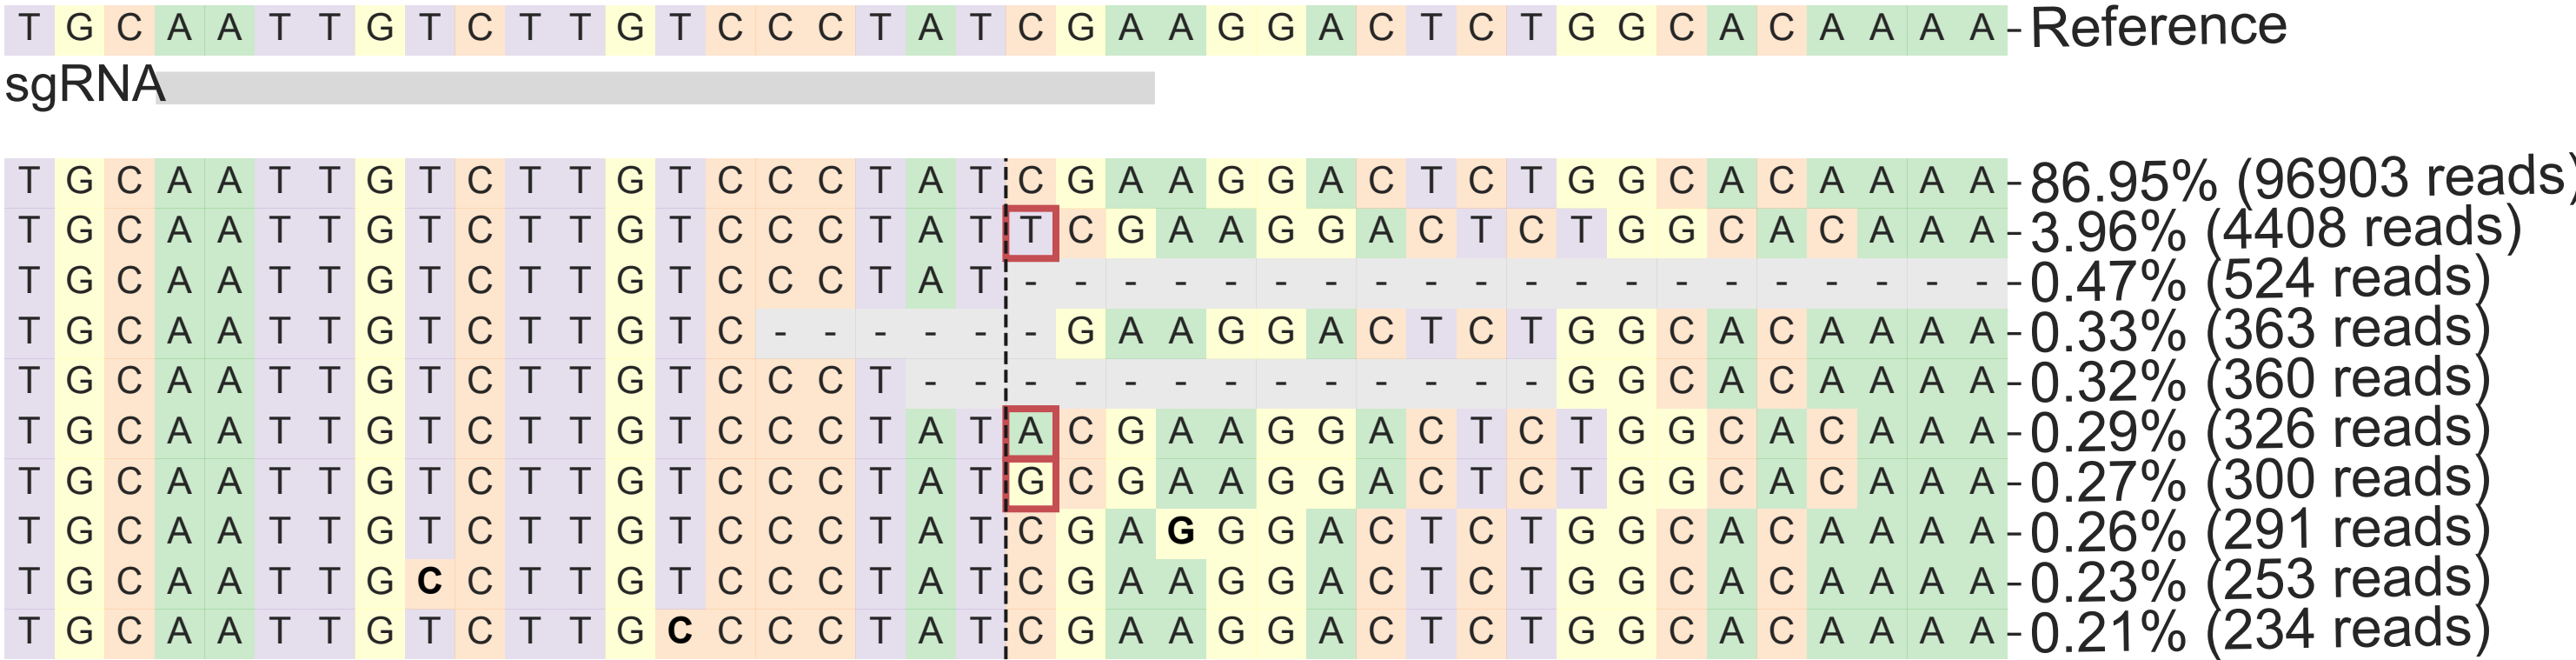 T G C A A T T G T C T T G T C C C T A T C G A A G G A C T C T G G C A C A A A A - Reference
sgRNA
T G C A A T T G T C T T G T C C C T A T C G A A G G A C T C T G G C A C A A A A - 86.95% (96903 reads)
T G C A A T T G T C T T G T C C C T A T T C G A A G G A C T C T G G C A C A A A - 3.96% (4408 reads)
T G C A A T T G T C T T G T C C C T A T - - - - - - - - - - - - - - - - - - - - - 0.47% (524 reads)
T G C A A T T G T C T T G T C - - - - - - G A A G G A C T C T G G C A C A A A A - 0.33% (363 reads)
T G C A A T T G T C T T G T C C C T - - - - - - - - - - - - - G G C A C A A A A - 0.32% (360 reads)
T G C A A T T G T C T T G T C C C T A T A C G A A G G A C T C T G G C A C A A A - 0.29% (326 reads)
T G C A A T T G T C T T G T C C C T A T G C G A A G G A C T C T G G C A C A A A - 0.27% (300 reads)
T G C A A T T G T C T T G T C C C T A T C G A G G G A C T C T G G C A C A A A A - 0.26% (291 reads)
T G C A A T T G C C T T G T C C C T A T C G A A G G A C T C T G G C A C A A A A - 0.23% (253 reads)
T G C A A T T G T C T T G C C C C T A T C G A A G G A C T C T G G C A C A A A A - 0.21% (234 reads)